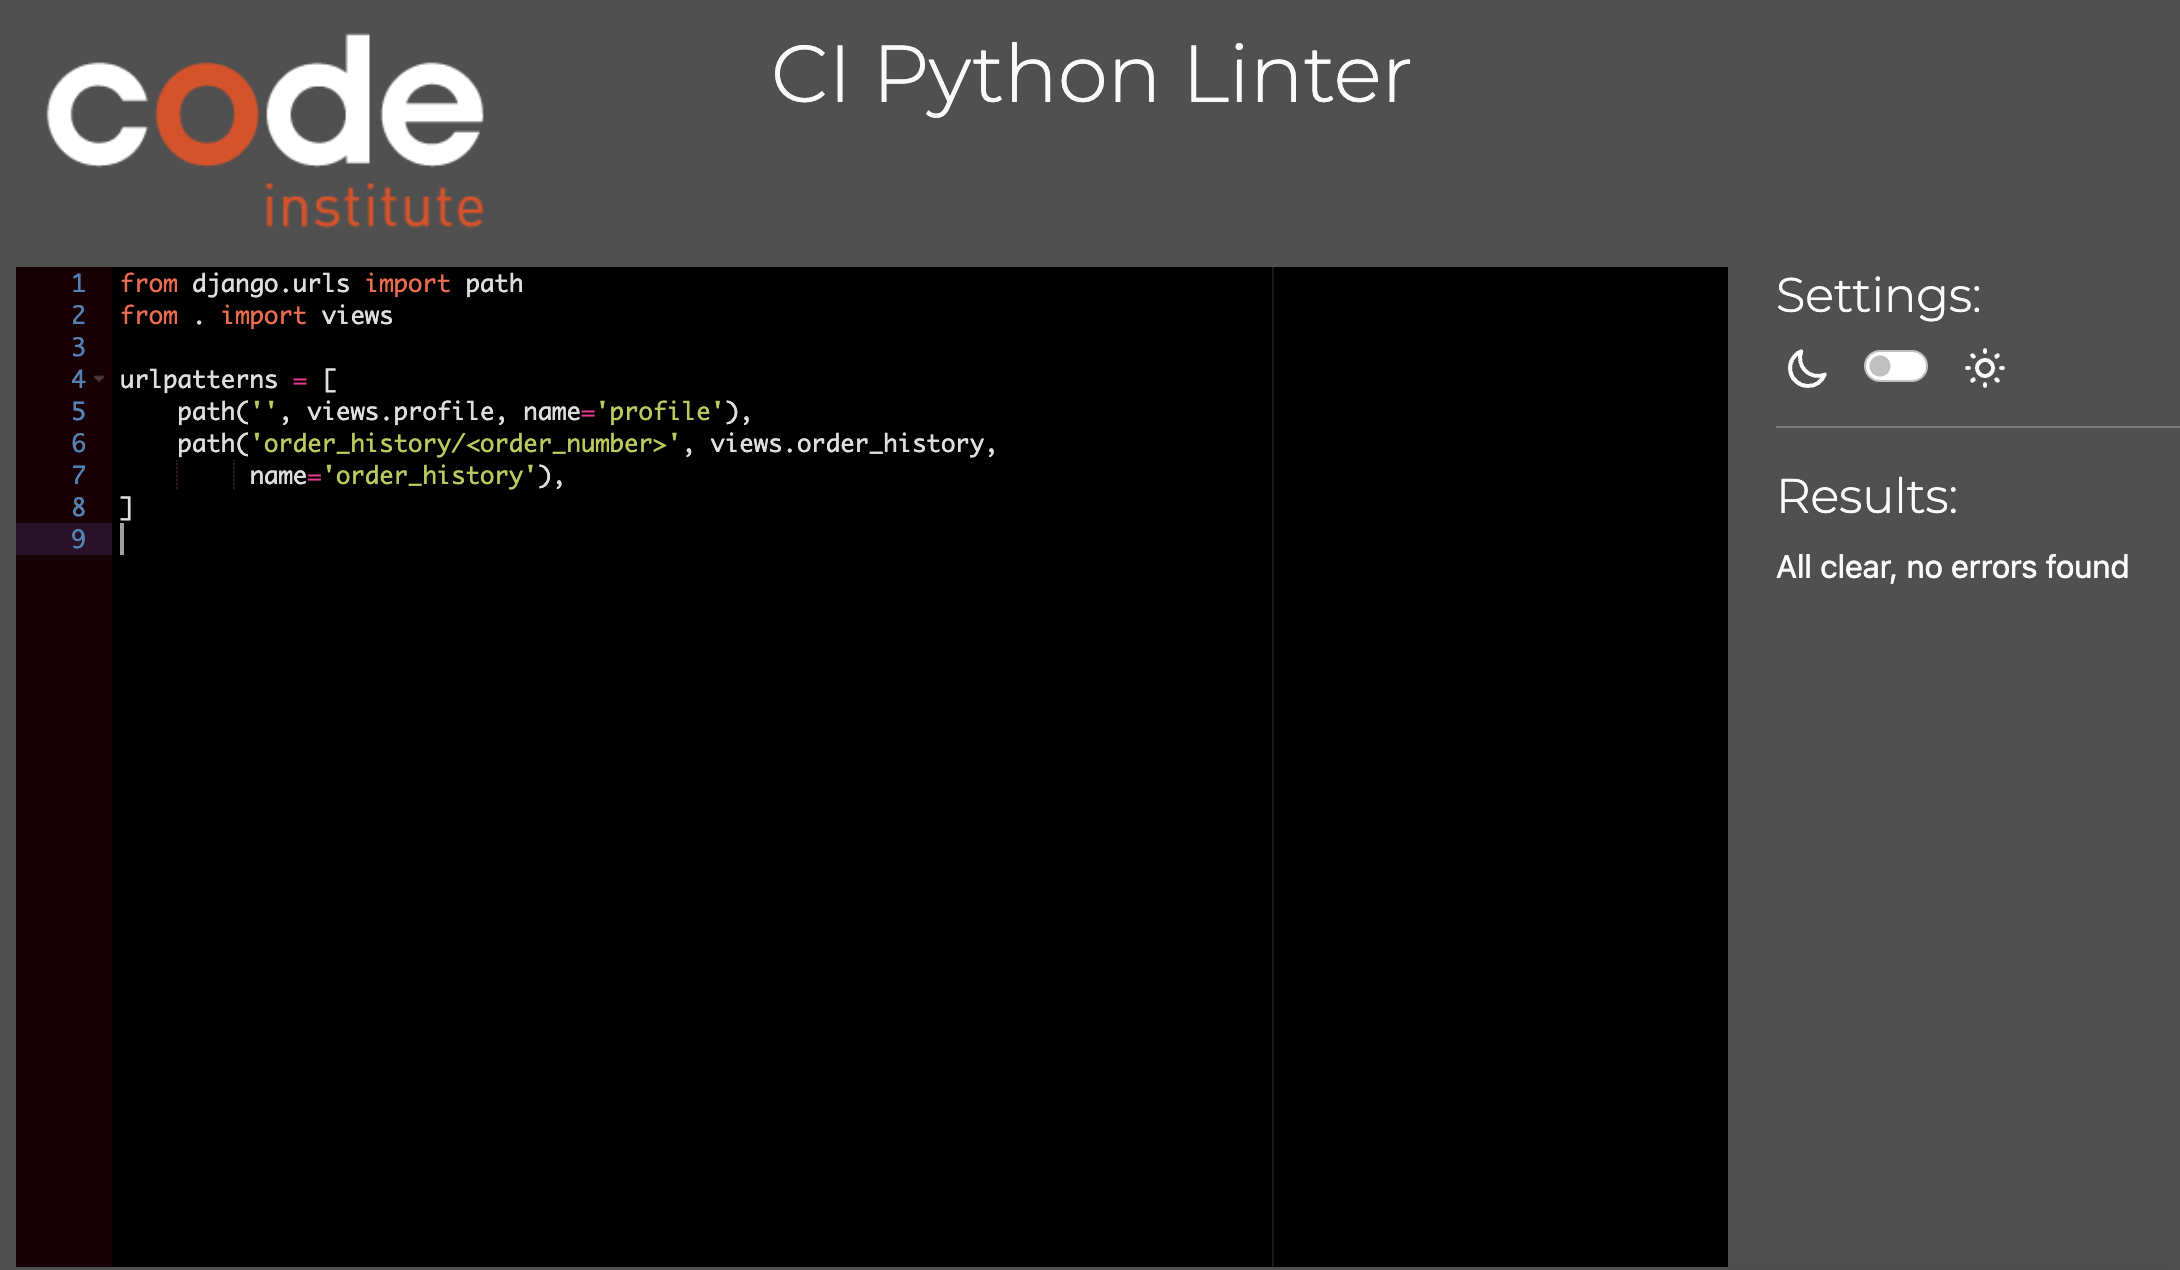 code
institute
CI Python Linter
1 from django.urls import path
2 from . import views
3
4 urlpatterns = [
5     path('', views.profile, name='profile'),
6     path('order_history/<order_number>', views.order_history,
7          name='order_history'),
8 ]
9
Settings:
Results:
All clear, no errors found